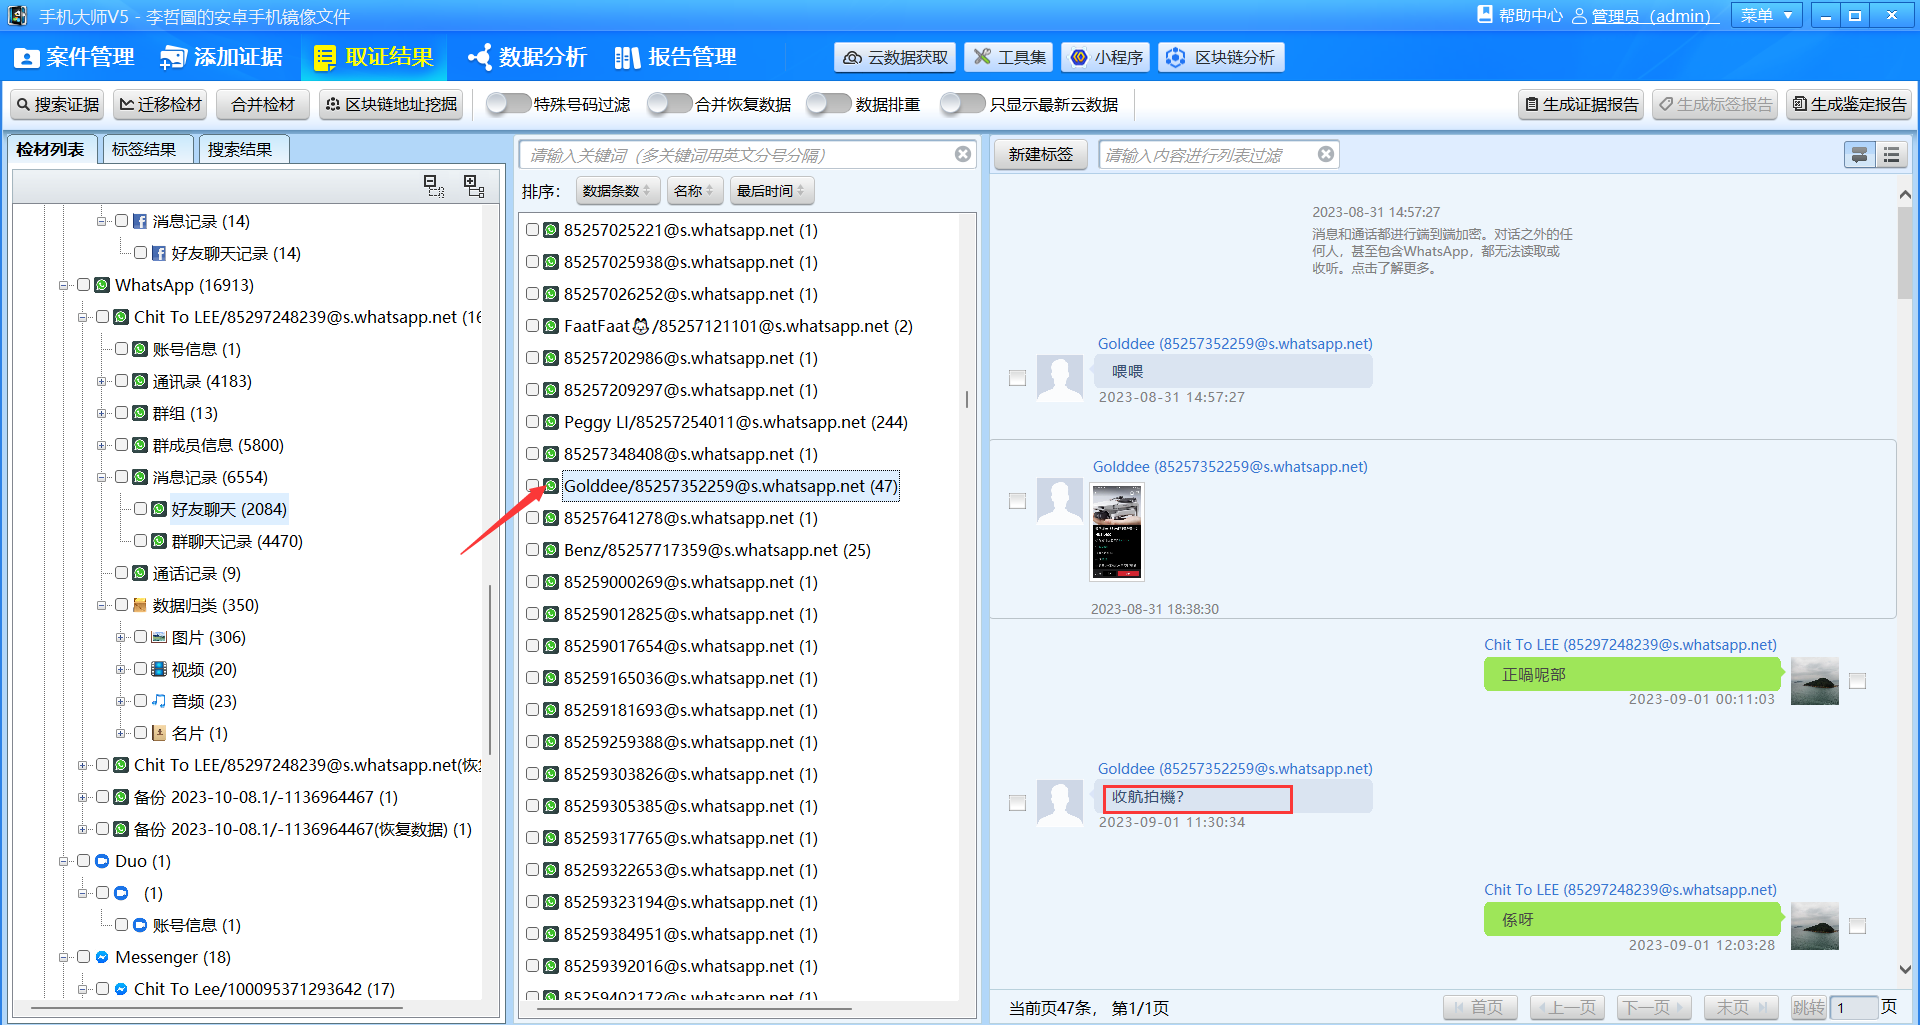 手机大师V5 - 李哲圖的安卓手机镜像文件
帮助中心 管理员（admin） 菜单
案件管理 添加证据 取证结果 数据分析 报告管理 云数据获取 工具集 小程序 区块链分析
搜索证据 迁移检材 合并检材 区块链地址挖掘 特殊号码过滤 合并恢复数据 数据排重 只显示最新云数据 生成证据报告 生成标签报告 生成鉴定报告
检材列表 标签结果 搜索结果
消息记录 (14)
好友聊天记录 (14)
WhatsApp (16913)
Chit To LEE/85297248239@s.whatsapp.net (16
账号信息 (1)
通讯录 (4183)
群组 (13)
群成员信息 (5800)
消息记录 (6554)
好友聊天 (2084)
群聊天记录 (4470)
通话记录 (9)
数据归类 (350)
图片 (306)
视频 (20)
音频 (23)
名片 (1)
Chit To LEE/85297248239@s.whatsapp.net(恢
备份 2023-10-08.1/-1136964467 (1)
备份 2023-10-08.1/-1136964467(恢复数据) (1)
Duo (1)
(1)
账号信息 (1)
Messenger (18)
Chit To Lee/100095371293642 (17)
请输入关键词（多关键词用英文分号分隔）
排序: 数据条数 名称 最后时间
85257025221@s.whatsapp.net (1)
85257025938@s.whatsapp.net (1)
85257026252@s.whatsapp.net (1)
FaatFaat🐶/85257121101@s.whatsapp.net (2)
85257202986@s.whatsapp.net (1)
85257209297@s.whatsapp.net (1)
Peggy LI/85257254011@s.whatsapp.net (244)
85257348408@s.whatsapp.net (1)
Golddee/85257352259@s.whatsapp.net (47)
85257641278@s.whatsapp.net (1)
Benz/85257717359@s.whatsapp.net (25)
85259000269@s.whatsapp.net (1)
85259012825@s.whatsapp.net (1)
85259017654@s.whatsapp.net (1)
85259165036@s.whatsapp.net (1)
85259181693@s.whatsapp.net (1)
85259259388@s.whatsapp.net (1)
85259303826@s.whatsapp.net (1)
85259305385@s.whatsapp.net (1)
85259317765@s.whatsapp.net (1)
85259322653@s.whatsapp.net (1)
85259323194@s.whatsapp.net (1)
85259384951@s.whatsapp.net (1)
85259392016@s.whatsapp.net (1)
85259402172@s.whatsapp.net (1)
新建标签 请输入内容进行列表过滤
2023-08-31 14:57:27
消息和通话都进行端到端加密。对话之外的任
何人，甚至包含WhatsApp，都无法读取或
收听。点击了解更多。
Golddee (85257352259@s.whatsapp.net)
喂喂
2023-08-31 14:57:27
Golddee (85257352259@s.whatsapp.net)
2023-08-31 18:38:30
Chit To LEE (85297248239@s.whatsapp.net)
正喎呢部
2023-09-01 00:11:03
Golddee (85257352259@s.whatsapp.net)
收航拍機?
2023-09-01 11:30:34
Chit To LEE (85297248239@s.whatsapp.net)
係呀
2023-09-01 12:03:28
当前页47条， 第1/1页 首页 上一页 下一页 末页 跳转 1 页